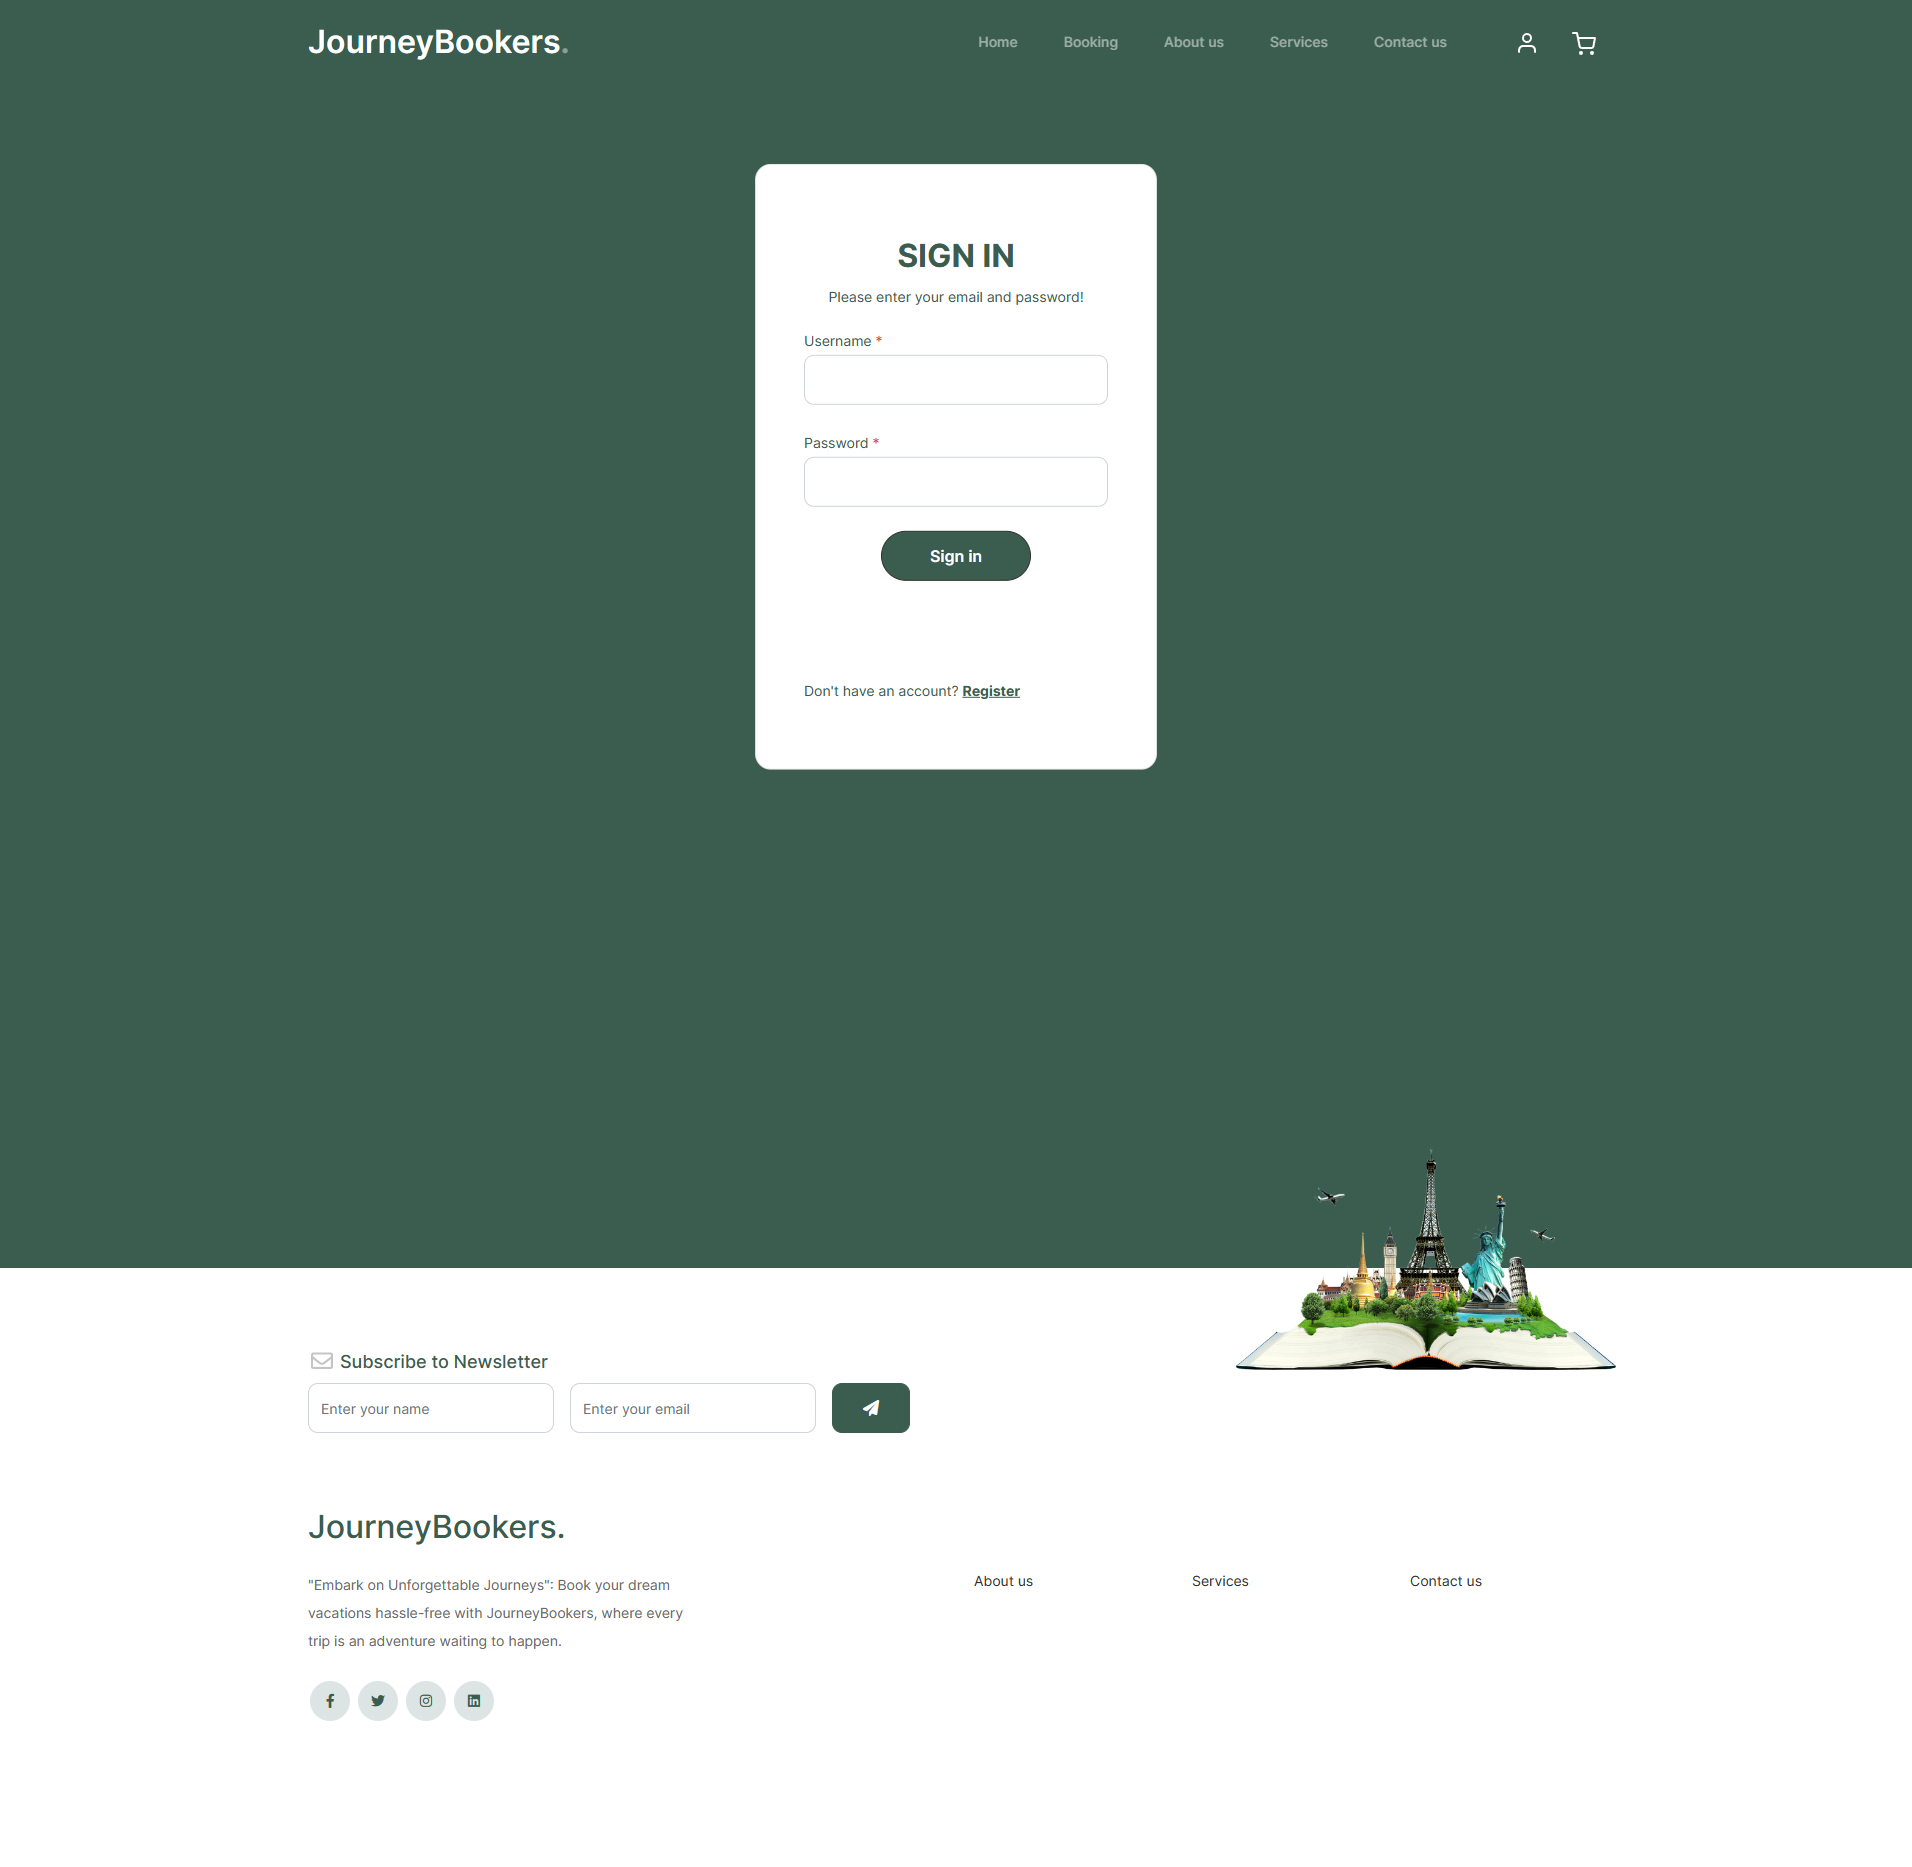 JourneyBookers.
Home Booking About us Services Contact us
SIGN IN
Please enter your email and password!
Username *
Password *
Sign in
Don't have an account? Register
Subscribe to Newsletter
Enter your name Enter your email
JourneyBookers.
"Embark on Unforgettable Journeys": Book your dream
vacations hassle-free with JourneyBookers, where every
trip is an adventure waiting to happen.
About us Services Contact us